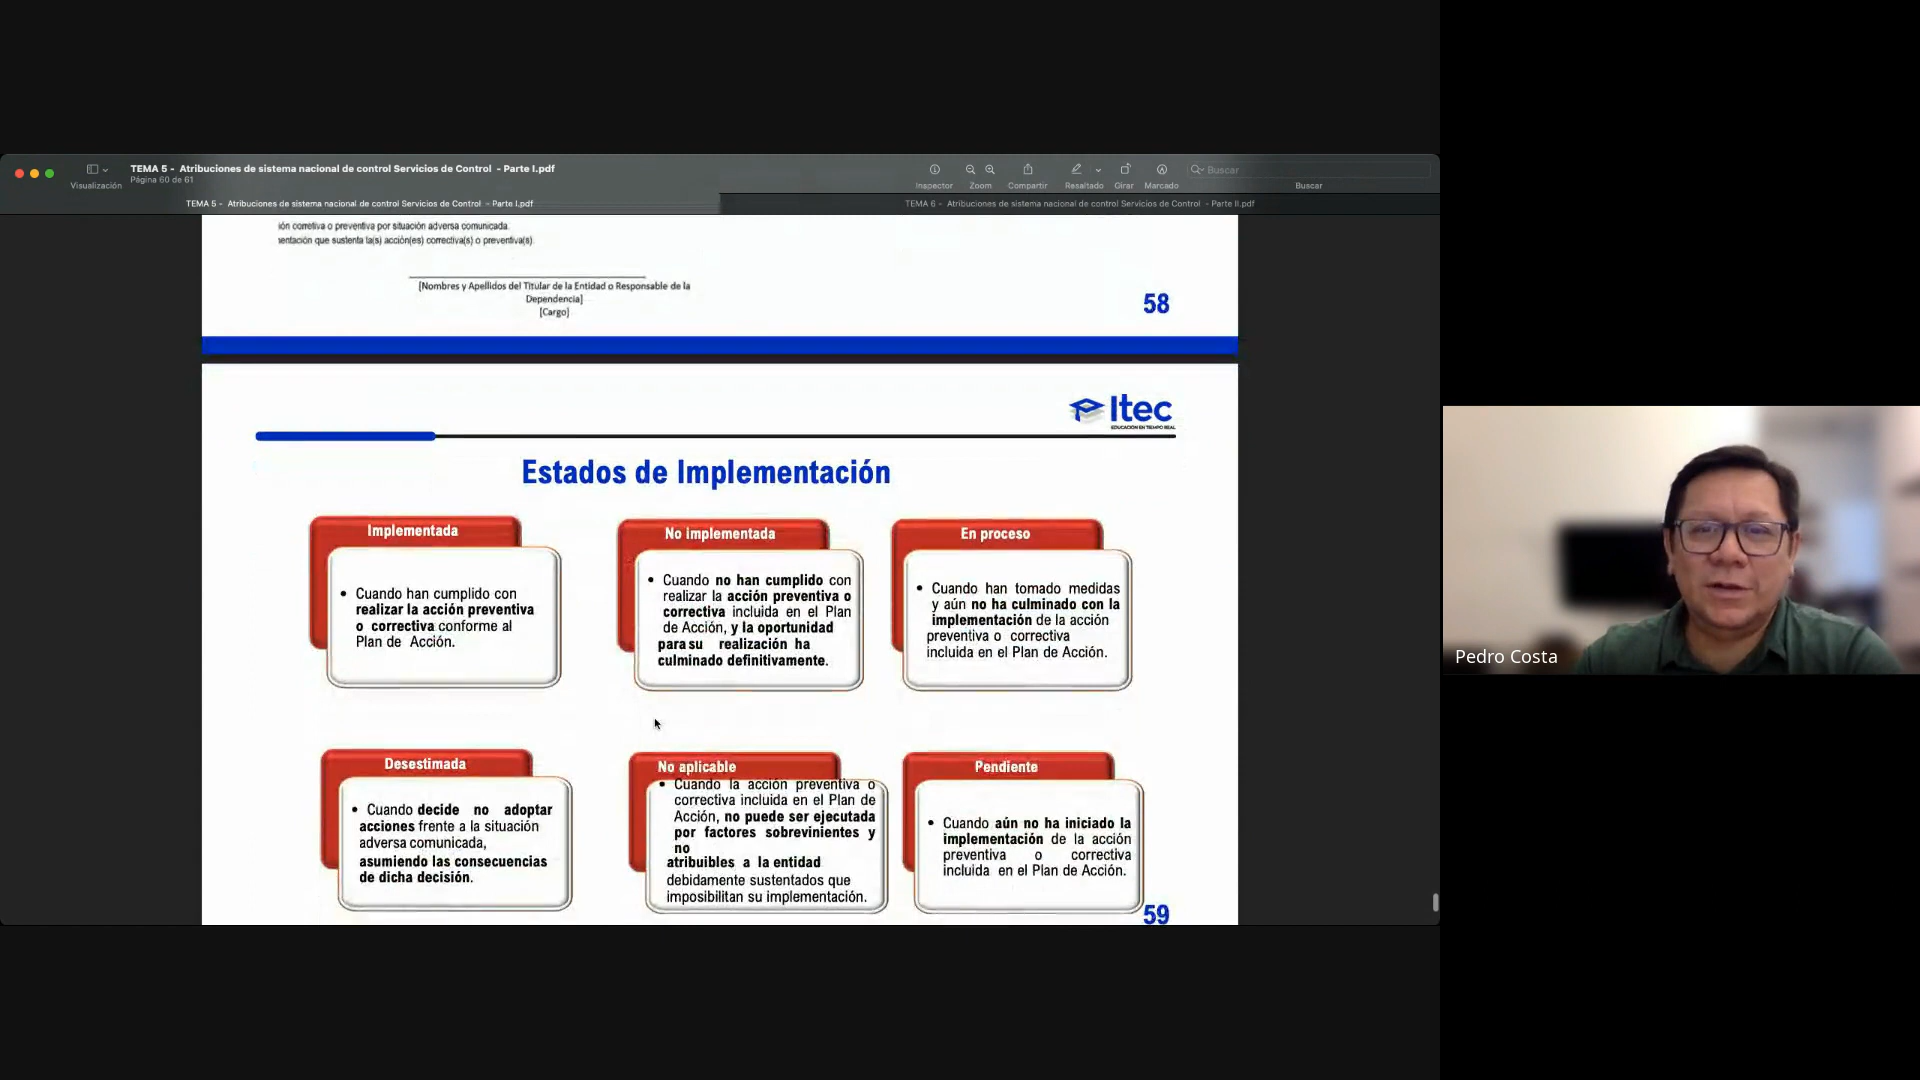 TEMA 5 - Atribuciones de sistema nacional de control Servicios de Control - Parte I.pdf
Página 60 de 61
Visualización
Inspector
Zoom
Compartir
Resaltado
Girar
Marcado
Buscar
Buscar
TEMA 5 - Atribuciones de sistema nacional de control Servicios de Control - Parte I.pdf
TEMA 6 - Atribuciones de sistema nacional de control Servicios de Control - Parte II.pdf
ión corretiva o preventiva por situación adversa comunicada.
entación que sustenta la(s) acción(es) correctiva(s) o preventiva(s).
[Nombres y Apellidos del Titular de la Entidad o Responsable de la
Dependencia]
[Cargo]
58
Itec
EDUCACIÓN EN TIEMPO REAL
Estados de Implementación
Implementada
• Cuando han cumplido con
realizar la acción preventiva
o correctiva conforme al
Plan de Acción.
No implementada
• Cuando no han cumplido con
realizar la acción preventiva o
correctiva incluida en el Plan
de Acción, y la oportunidad
para su realización ha
culminado definitivamente.
En proceso
• Cuando han tomado medidas
y aún no ha culminado con la
implementación de la acción
preventiva o correctiva
incluida en el Plan de Acción.
Desestimada
• Cuando decide no adoptar
acciones frente a la situación
adversa comunicada,
asumiendo las consecuencias
de dicha decisión.
No aplicable
• Cuando la acción preventiva o
correctiva incluida en el Plan de
Acción, no puede ser ejecutada
por factores sobrevinientes y
no
atribuibles a la entidad
debidamente sustentados que
imposibilitan su implementación.
Pendiente
• Cuando aún no ha iniciado la
implementación de la acción
preventiva o correctiva
incluida en el Plan de Acción.
59
Pedro Costa